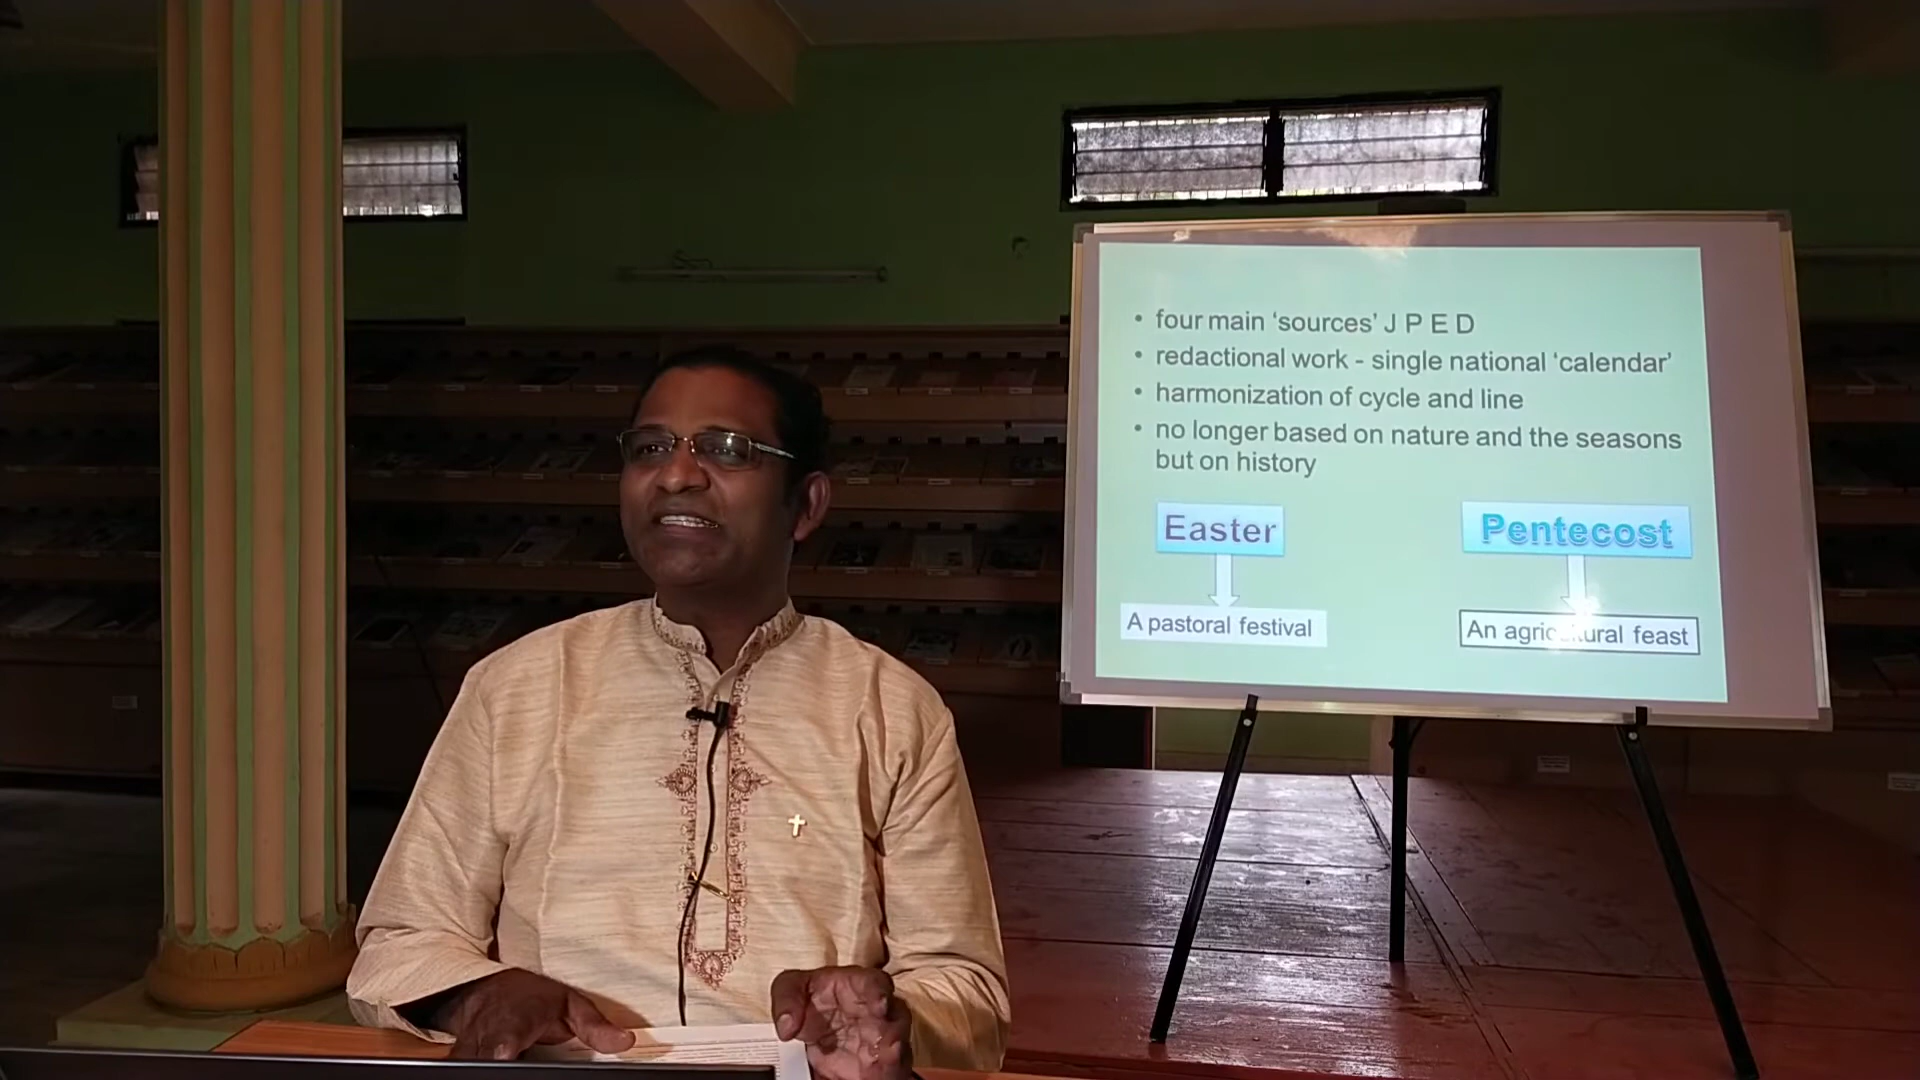 • four main ‘sources’ J P E D
• redactional work - single national ‘calendar’
• harmonization of cycle and line
• no longer based on nature and the seasons
but on history
Easter
Pentecost
A pastoral festival
An agricultural feast